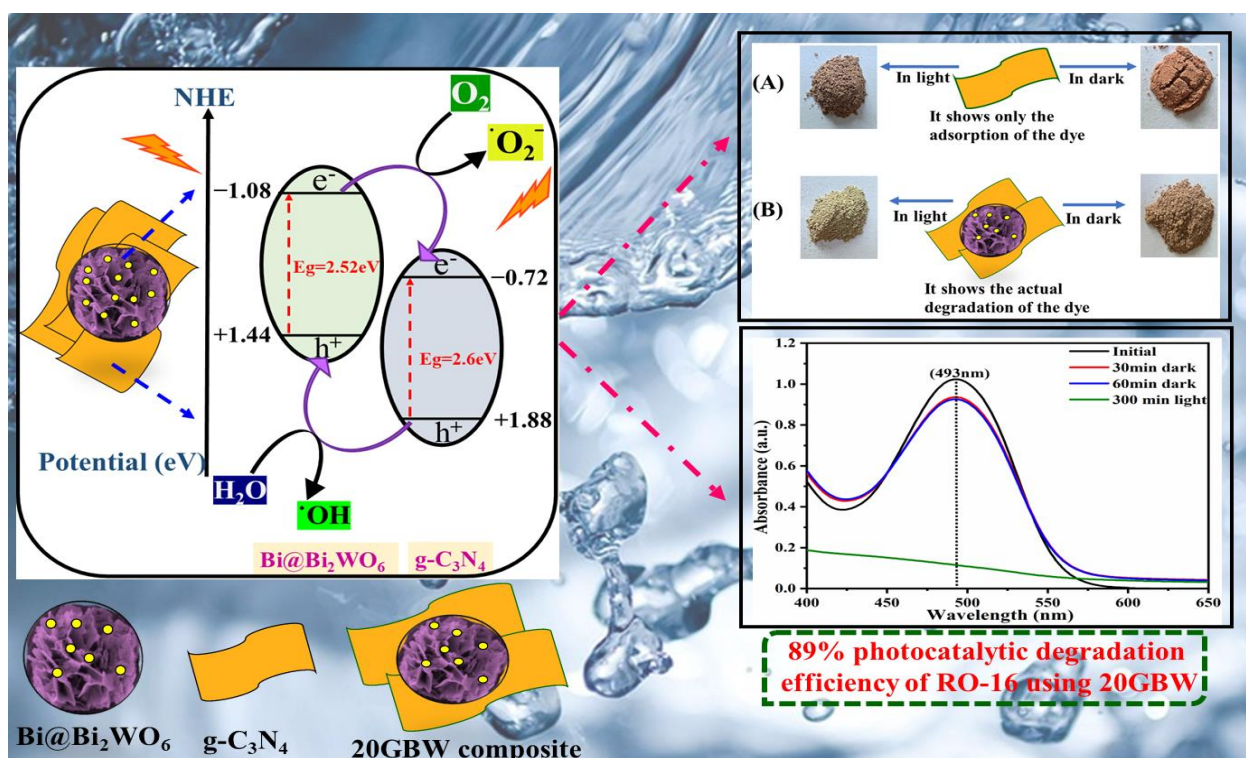 NHE
O₂
˙O₂⁻
e⁻
−1.08
Eg=2.52eV
e⁻
−0.72
+1.44
h⁺
Eg=2.6eV
+1.88
h⁺
Potential (eV)
H₂O
˙OH
Bi@Bi₂WO₆ g-C₃N₄
Bi@Bi₂WO₆
g-C₃N₄
20GBW composite
(A)
In light
In dark
It shows only the
adsorption of the dye
(B)
In light
In dark
It shows the actual
degradation of the dye
1.2
1.0
0.8
0.6
0.4
0.2
0.0
Absorbance (a.u.)
(493nm)
Initial
30min dark
60min dark
300 min light
400 450 500 550 600 650
Wavelength (nm)
89% photocatalytic degradation
efficiency of RO-16 using 20GBW